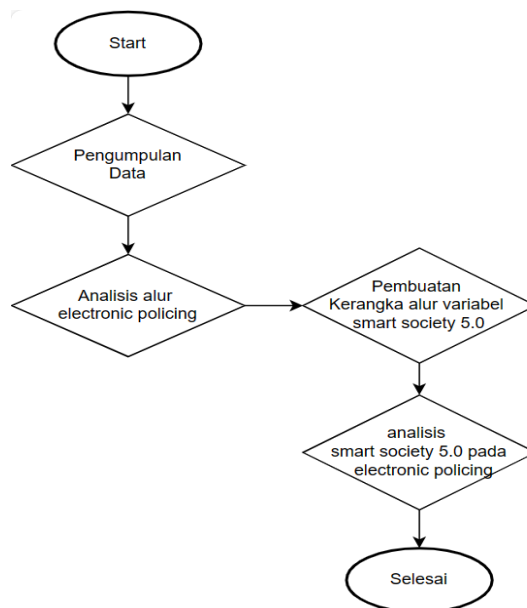 Start
Pengumpulan
Data
Analisis alur
electronic policing
Pembuatan
Kerangka alur variabel
smart society 5.0
analisis
smart society 5.0 pada
electronic policing
Selesai